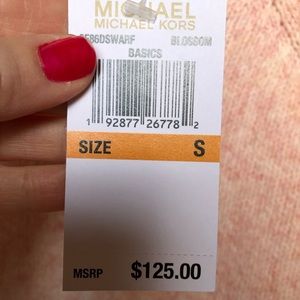 MICHAEL
MICHAEL KORS
BLOSSOM
BASICS
1 92877 26778 2
SIZE S
MSRP $125.00